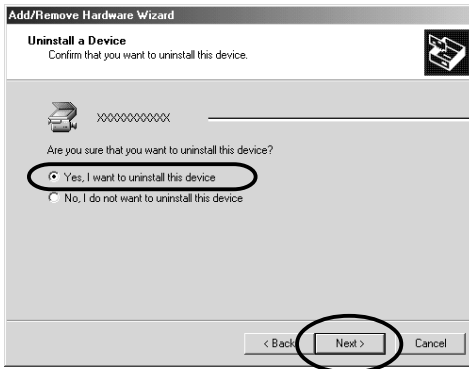 Add/Remove Hardware Wizard
Uninstall a Device
Confirm that you want to uninstall this device.
XXXXXXXXXXX
Are you sure that you want to uninstall this device?
Yes, I want to uninstall this device
No, I do not want to uninstall this device
< Back
Next >
Cancel